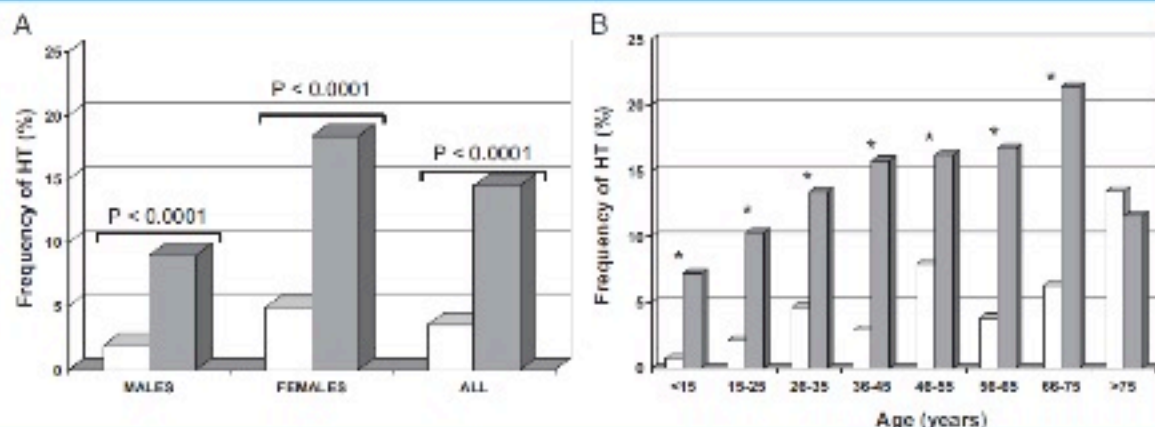 A
Frequency of HT (%)
25
20
15
10
5
0
P < 0.0001
P < 0.0001
P < 0.0001
MALES FEMALES ALL
B
Frequency of HT (%)
25
20
15
10
5
0
* * * * * * *
<15 15-25 26-35 36-45 46-55 56-65 66-75 >75
Age (years)